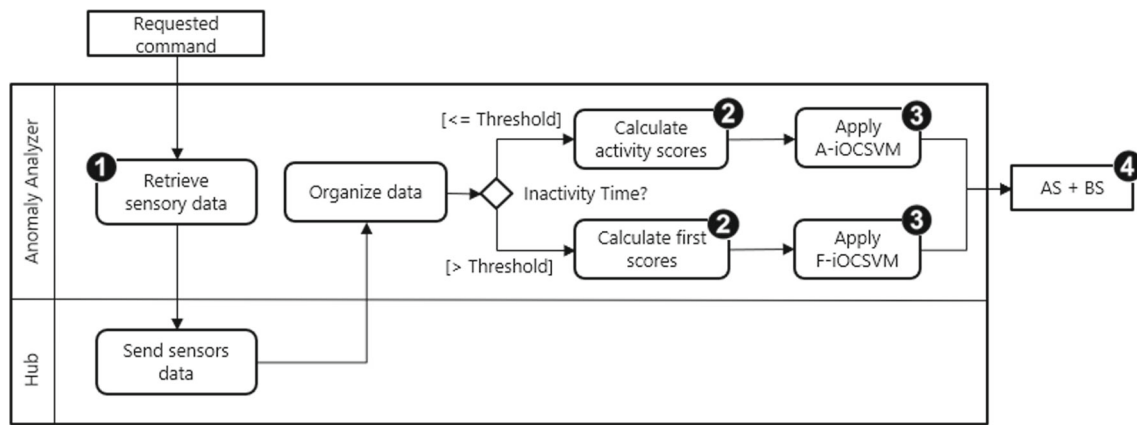 Requested
command
Anomaly Analyzer
1
Retrieve
sensory data
Organize data
[<= Threshold]
Inactivity Time?
[> Threshold]
2
Calculate
activity scores
3
Apply
A-iOCSVM
2
Calculate first
scores
3
Apply
F-iOCSVM
4
AS + BS
Hub
Send sensors
data